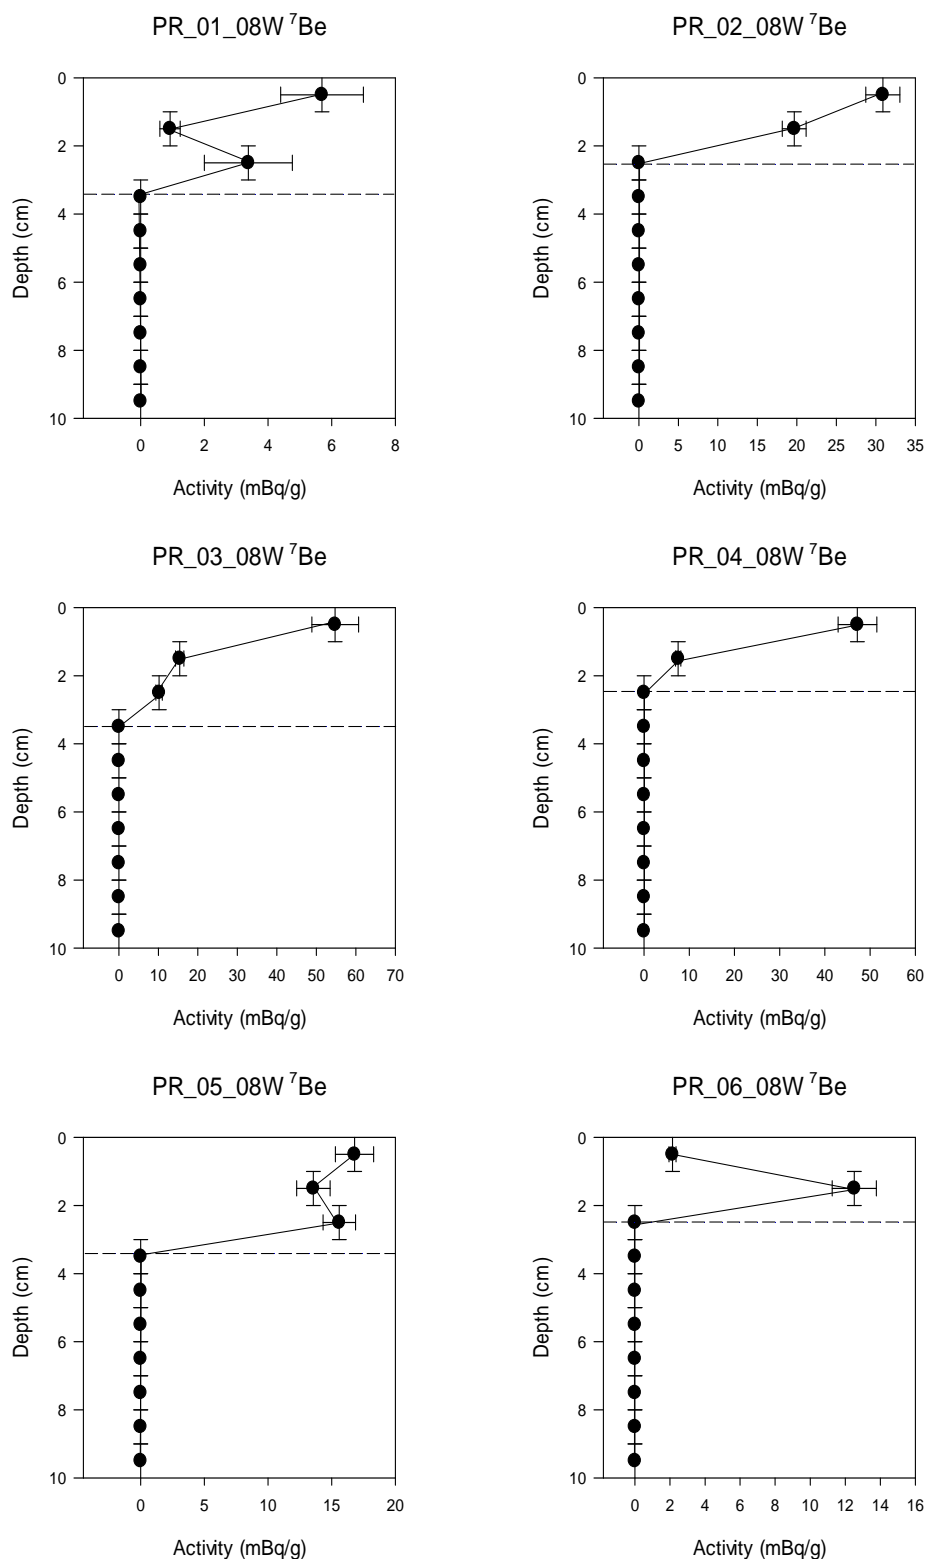 PR_01_08W ⁷Be
0
2
4
6
8
10
Depth (cm)
0 2 4 6 8
Activity (mBq/g)
PR_02_08W ⁷Be
0
2
4
6
8
10
Depth (cm)
0 5 10 15 20 25 30 35
Activity (mBq/g)
PR_03_08W ⁷Be
0
2
4
6
8
10
Depth (cm)
0 10 20 30 40 50 60 70
Activity (mBq/g)
PR_04_08W ⁷Be
0
2
4
6
8
10
Depth (cm)
0 10 20 30 40 50 60
Activity (mBq/g)
PR_05_08W ⁷Be
0
2
4
6
8
10
Depth (cm)
0 5 10 15 20
Activity (mBq/g)
PR_06_08W ⁷Be
0
2
4
6
8
10
Depth (cm)
0 2 4 6 8 10 12 14 16
Activity (mBq/g)